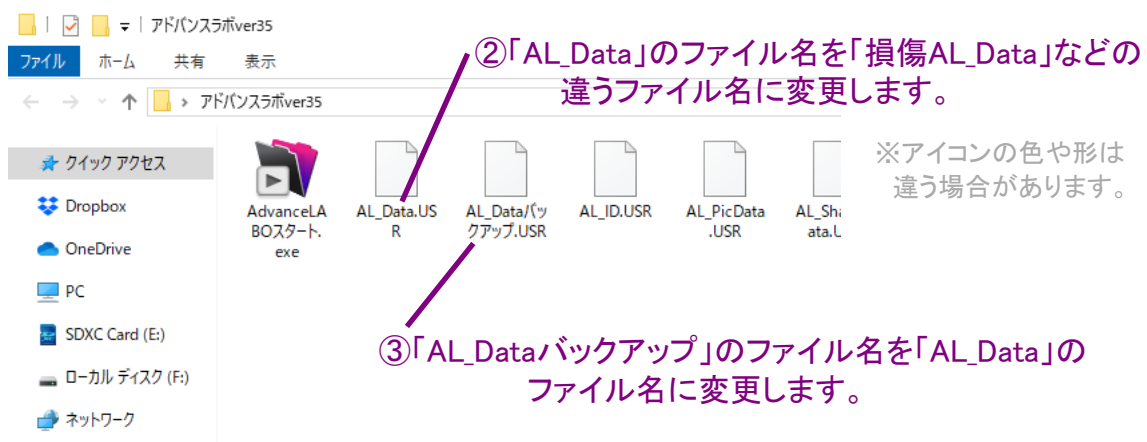 アドバンスラボver35
ファイル ホーム 共有 表示
アドバンスラボver35
②「AL_Data」のファイル名を「損傷AL_Data」などの
違うファイル名に変更します。
※アイコンの色や形は
違う場合があります。
クイック アクセス
Dropbox
OneDrive
PC
SDXC Card (E:)
ローカル ディスク (F:)
ネットワーク
AdvanceLA
BOスタート.
exe
AL_Data.US
R
AL_Dataバッ
クアップ.USR
AL_ID.USR
AL_PicData
.USR
AL_Sha
ata.U
③「AL_Dataバックアップ」のファイル名を「AL_Data」の
ファイル名に変更します。